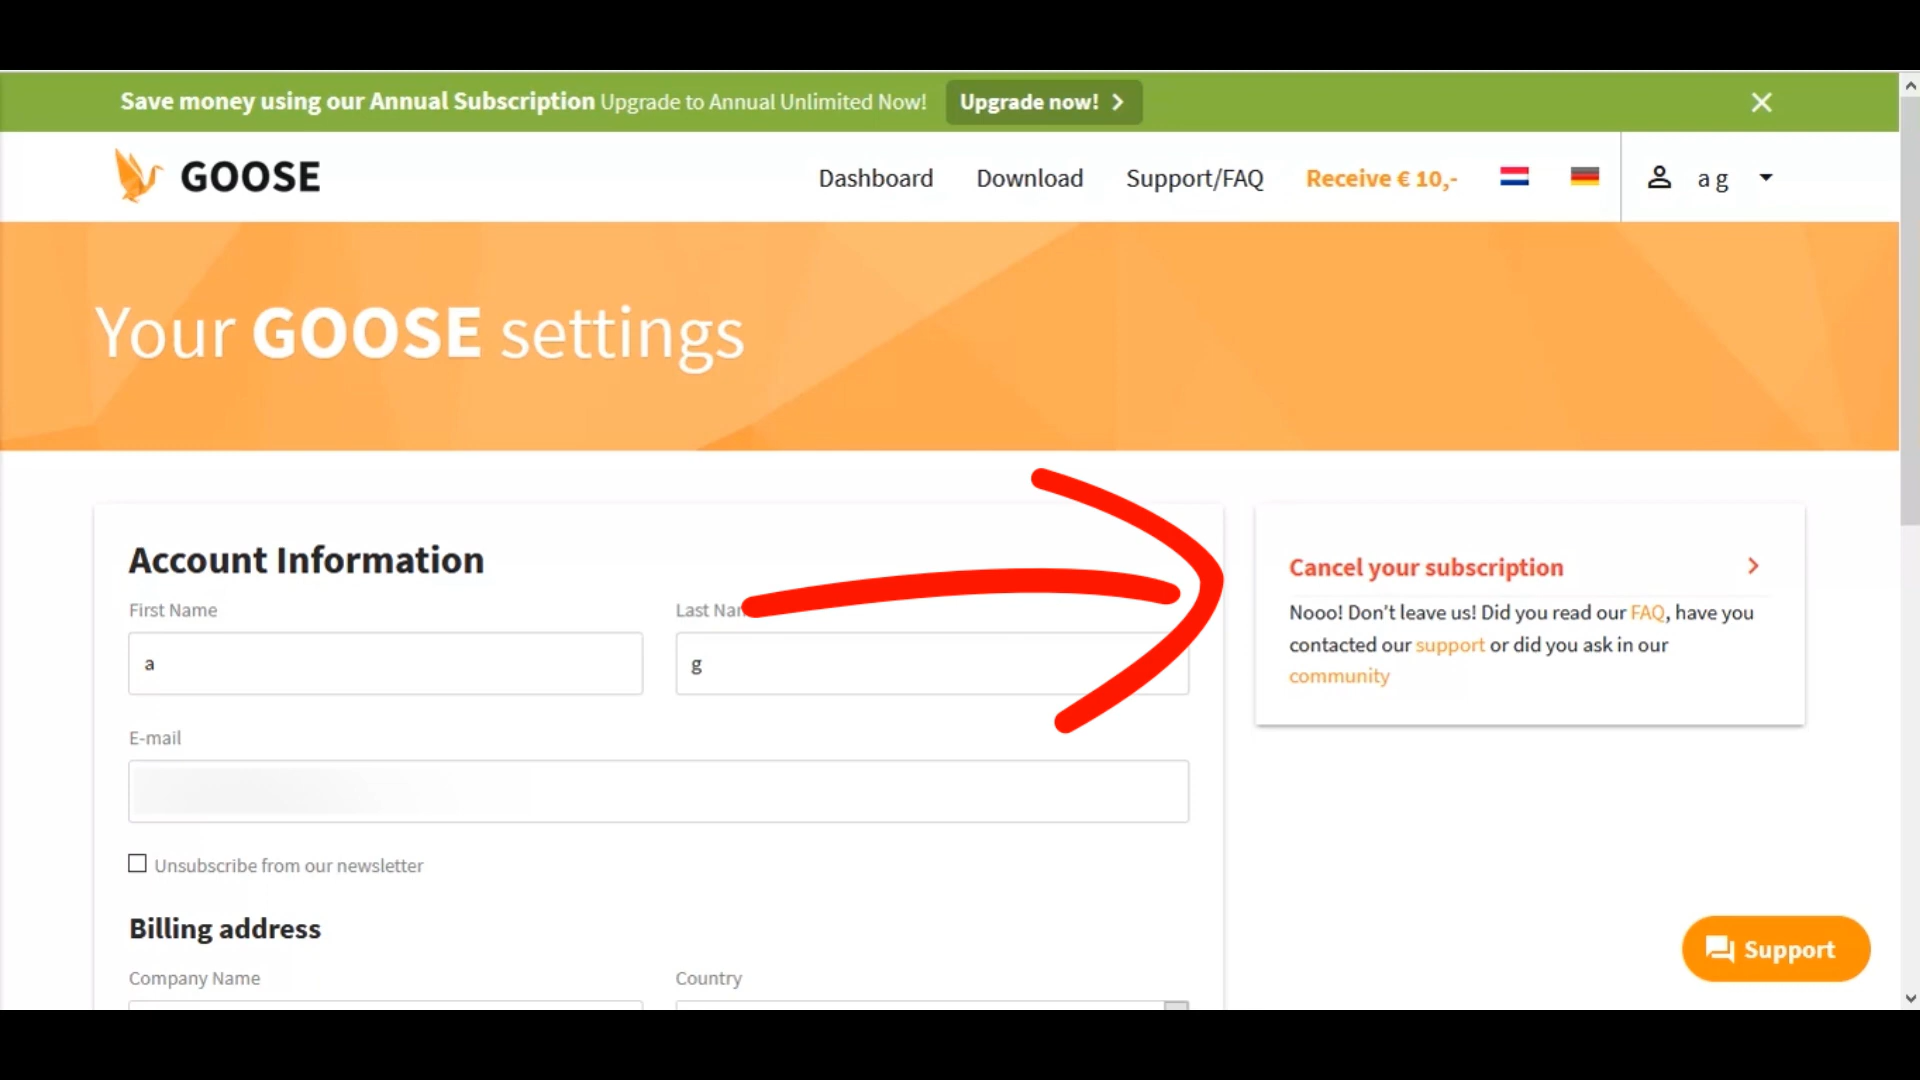 Save money using our Annual Subscription Upgrade to Annual Unlimited Now! Upgrade now!
GOOSE Dashboard Download Support/FAQ Receive € 10,- a g
Your GOOSE settings
Account Information
First Name
Last
a
g
E-mail
Unsubscribe from our newsletter
Billing address
Company Name
Country
Cancel your subscription
Nooo! Don't leave us! Did you read our FAQ, have you
contacted our support or did you ask in our
community
Support